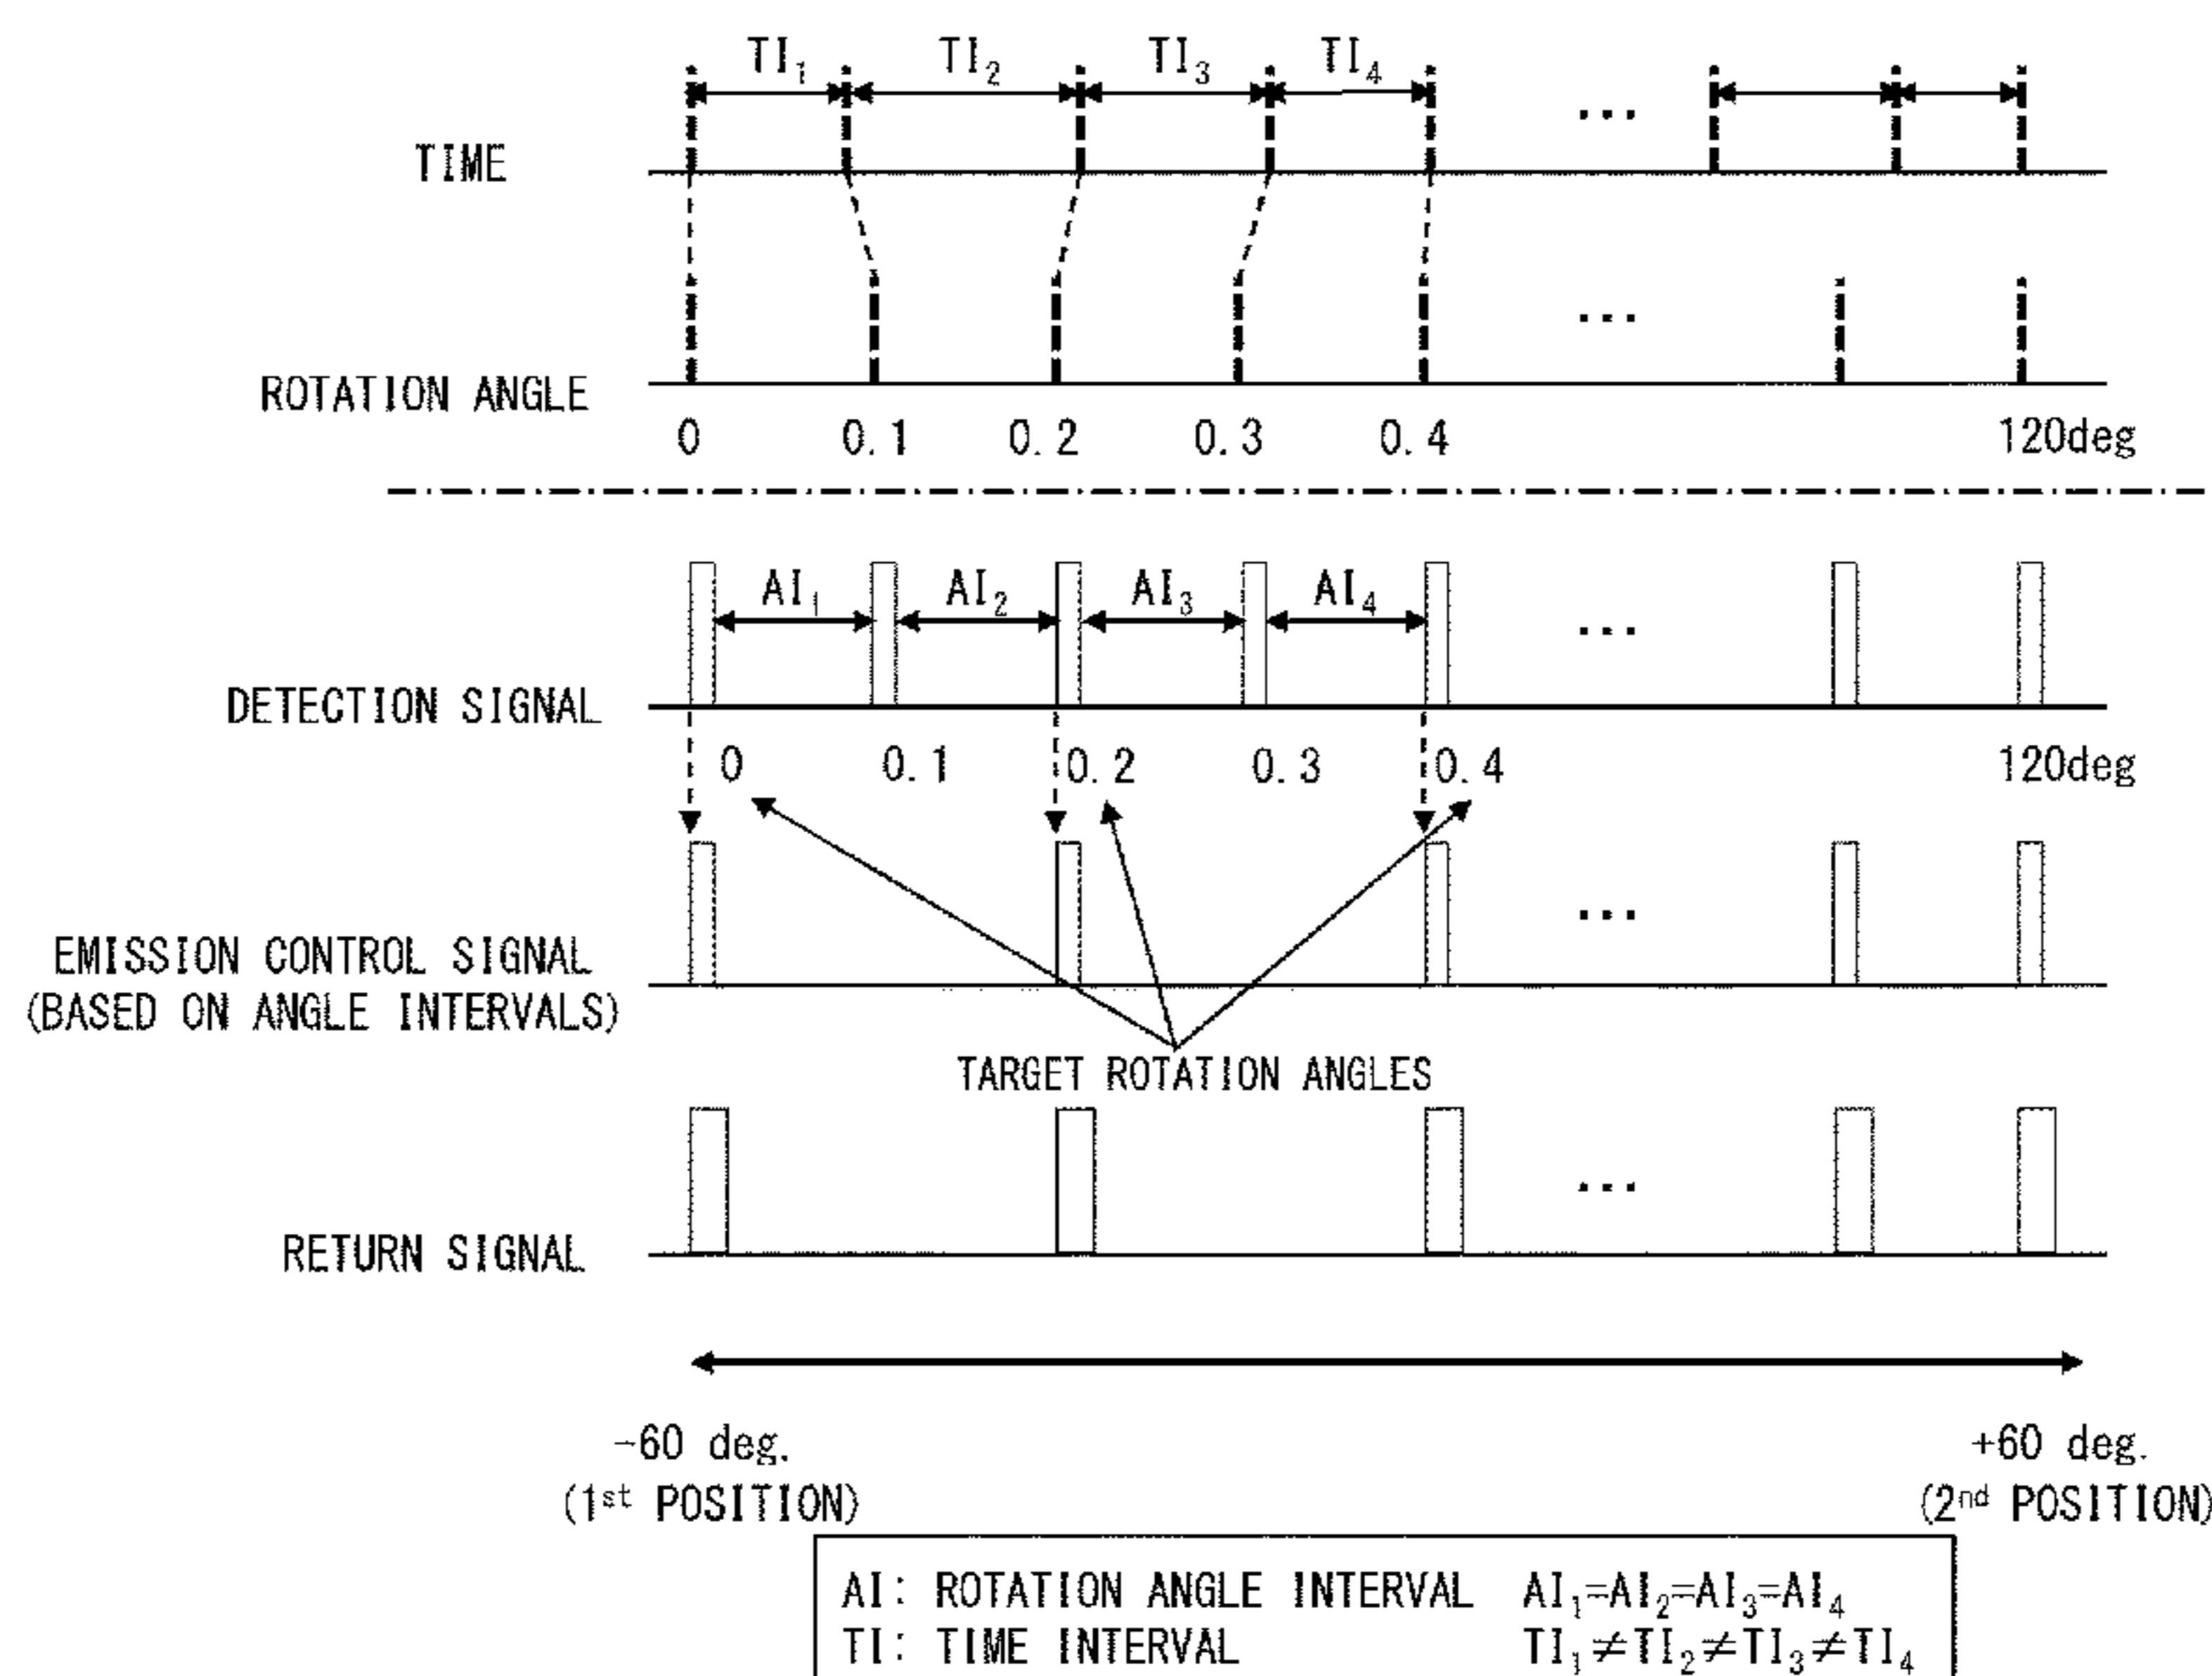 TI₁ TI₂ TI₃ TI₄
TIME
...
ROTATION ANGLE
...
0 0.1 0.2 0.3 0.4 120deg
AI₁ AI₂ AI₃ AI₄
...
DETECTION SIGNAL
0 0.1 0.2 0.3 0.4 120deg
...
EMISSION CONTROL SIGNAL
(BASED ON ANGLE INTERVALS)
TARGET ROTATION ANGLES
...
RETURN SIGNAL
-60 deg. +60 deg.
(1st POSITION) (2nd POSITION)
AI: ROTATION ANGLE INTERVAL AI₁=AI₂=AI₃=AI₄
TI: TIME INTERVAL TI₁≠TI₂≠TI₃≠TI₄